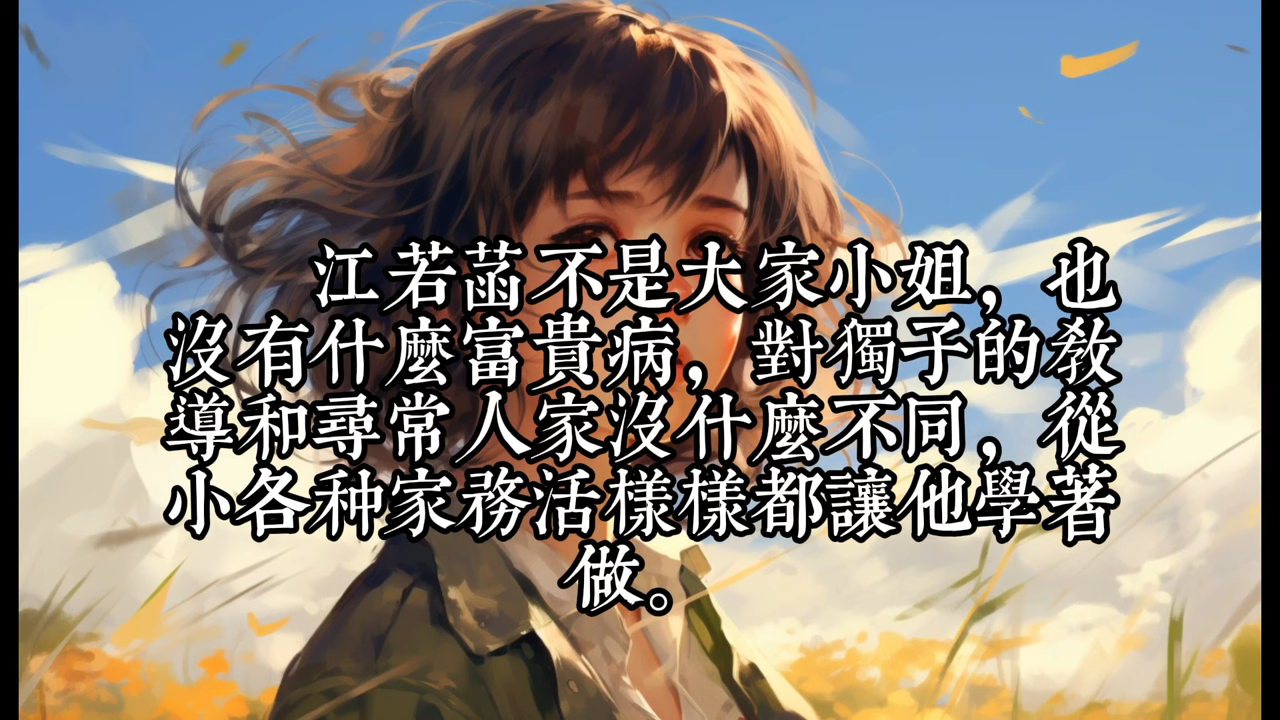 江若菡不是大家小姐，也
沒有什麼富貴病，對獨子的教
導和尋常人家沒什麼不同，從
小各种家務活樣樣都讓他學著
做。